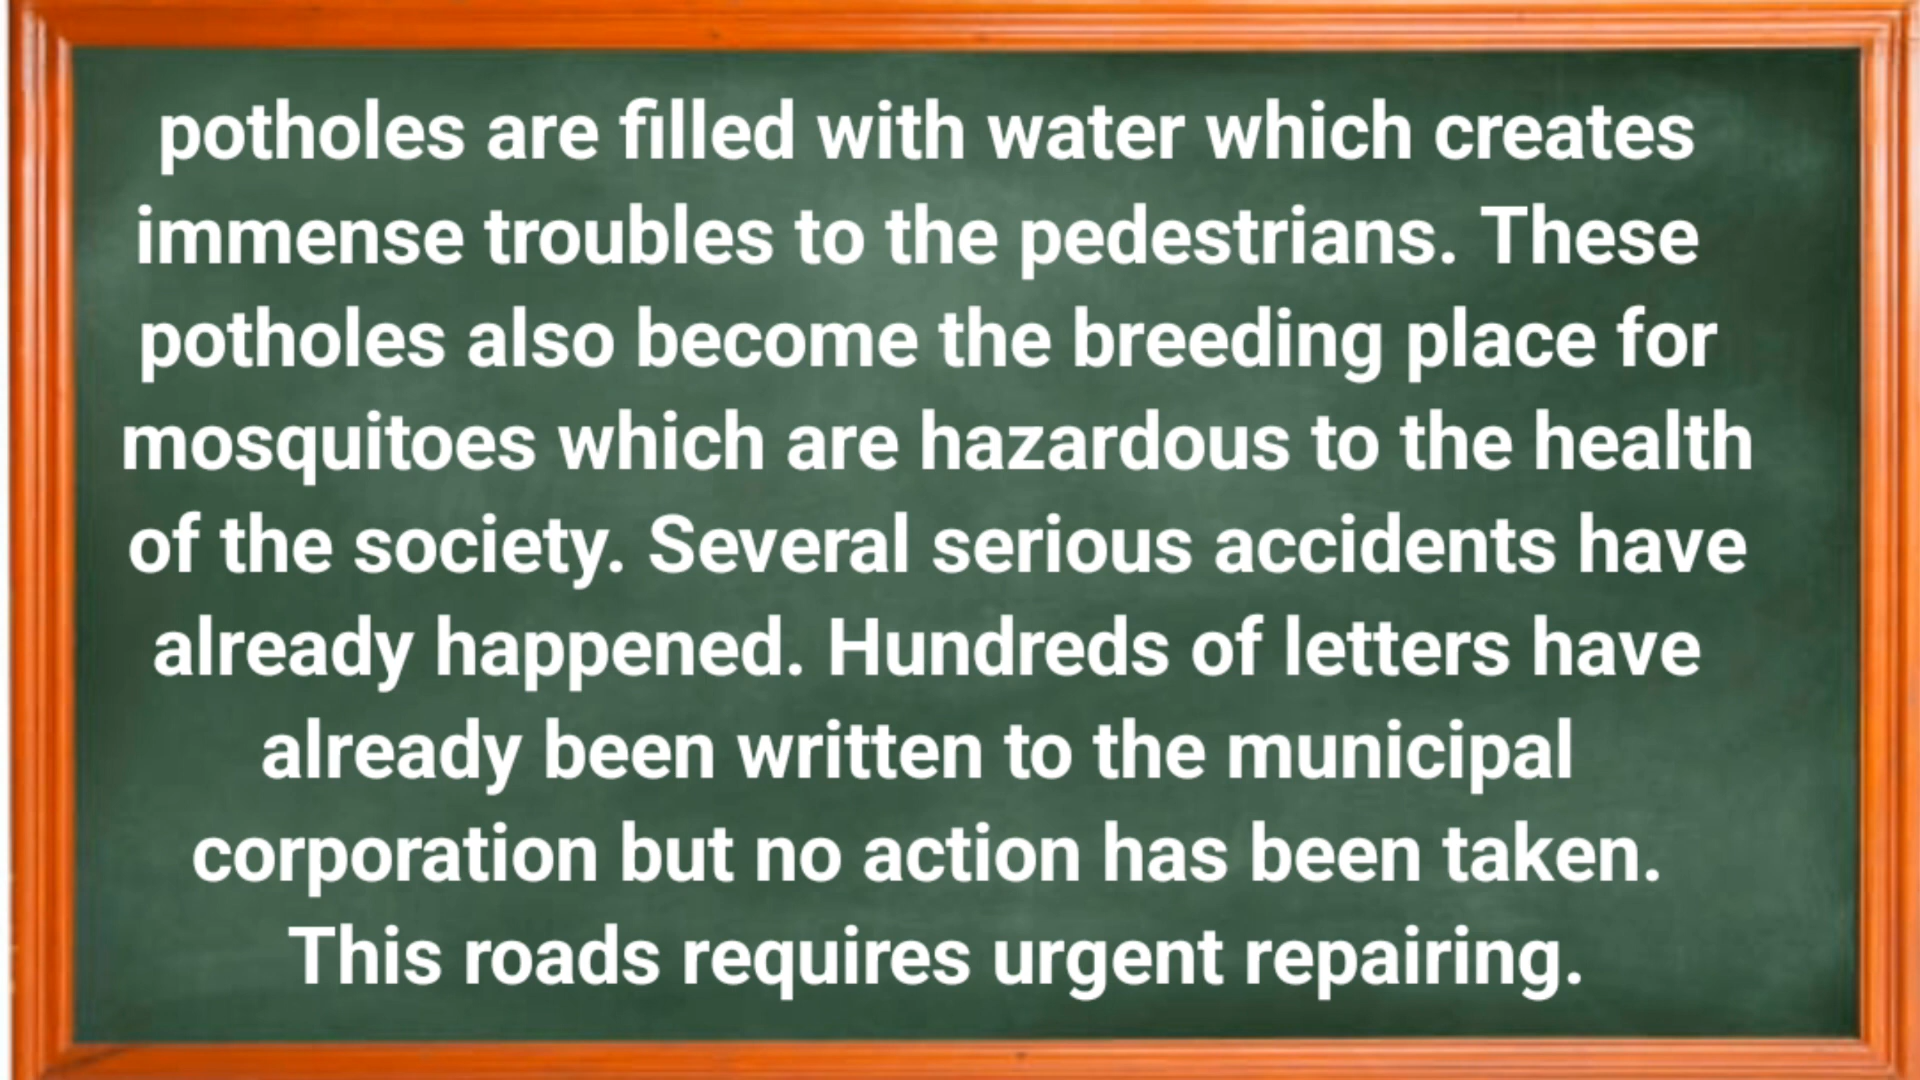 potholes are filled with water which creates
immense troubles to the pedestrians. These
potholes also become the breeding place for
mosquitoes which are hazardous to the health
of the society. Several serious accidents have
already happened. Hundreds of letters have
already been written to the municipal
corporation but no action has been taken.
This roads requires urgent repairing.